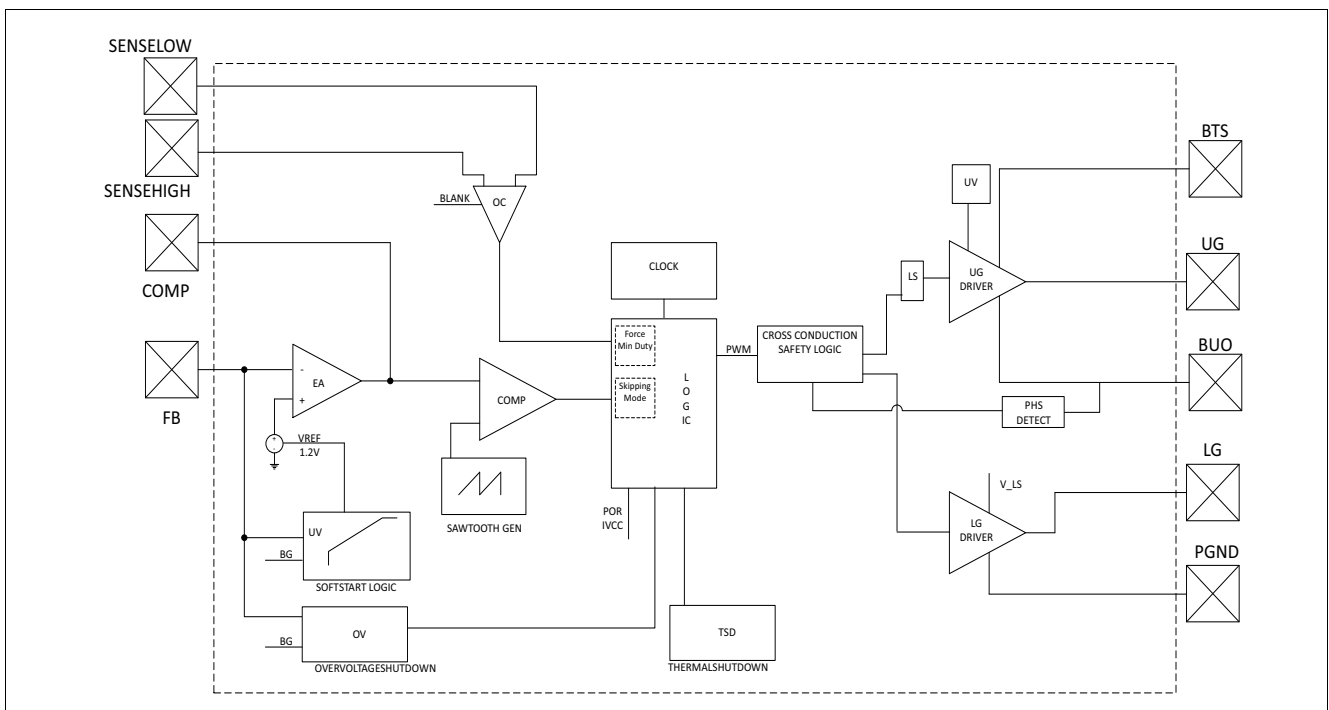 SENSELOW
SENSEHIGH
COMP
FB
BLANK
OC
CLOCK
Force
Min Duty
Skipping
Mode
L
O
G
IC
-
EA
+
+
-
VREF
1.2V
COMP
SAWTOOTH GEN
UV
BG
SOFTSTART LOGIC
BG
OV
OVERVOLTAGESHUTDOWN
POR
IVCC
TSD
THERMALSHUTDOWN
PWM
CROSS CONDUCTION
SAFETY LOGIC
LS
UV
UG
DRIVER
PHS
DETECT
V_LS
LG
DRIVER
BTS
UG
BUO
LG
PGND